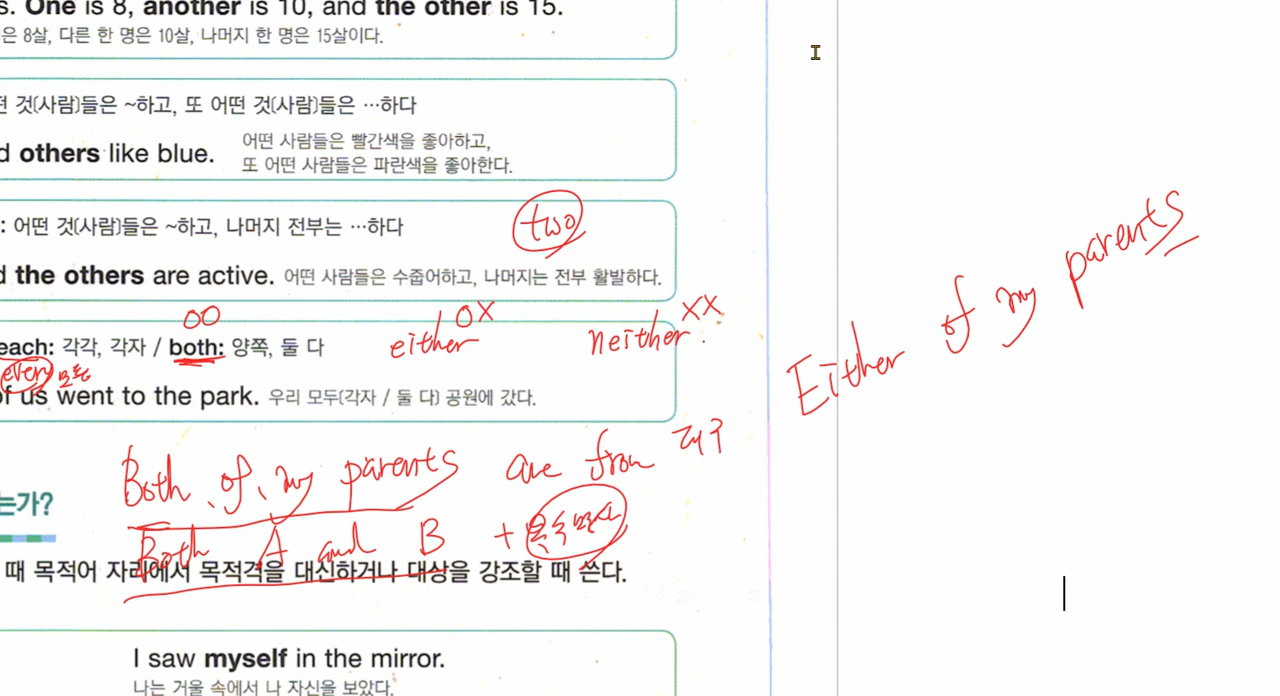 s. One is 8, another is 10, and the other is 15.
은 8살, 다른 한 명은 10살, 나머지 한 명은 15살이다.
떤 것(사람)들은 ~하고, 또 어떤 것(사람)들은 …하다
d others like blue. 어떤 사람들은 빨간색을 좋아하고,
또 어떤 사람들은 파란색을 좋아한다.
two
: 어떤 것(사람)들은 ~하고, 나머지 전부는 …하다
d the others are active. 어떤 사람들은 수줍어하고, 나머지는 전부 활발하다.
OO OX XX
each: 각각, 각자 / both: 양쪽, 둘 다 either neither
every 모든
of us went to the park. 우리 모두(각자 / 둘 다) 공원에 갔다.
Either of my parents
Both of my parents are from 대구
는가?
Both A and B + 복수동사
때 목적어 자리에서 목적격을 대신하거나 대상을 강조할 때 쓴다.
I saw myself in the mirror.
나는 거울 속에서 나 자신을 보았다.